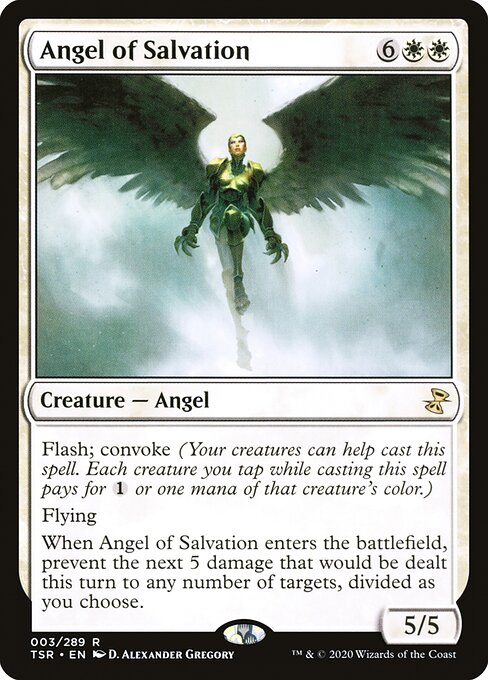 Angel of Salvation 6
Creature — Angel
Flash; convoke (Your creatures can help cast this
spell. Each creature you tap while casting this spell
pays for 1 or one mana of that creature's color.)
Flying
When Angel of Salvation enters the battlefield,
prevent the next 5 damage that would be dealt
this turn to any number of targets, divided as
you choose.
5/5
003/289 R
TSR • EN D. Alexander Gregory
™ & © 2020 Wizards of the Coast